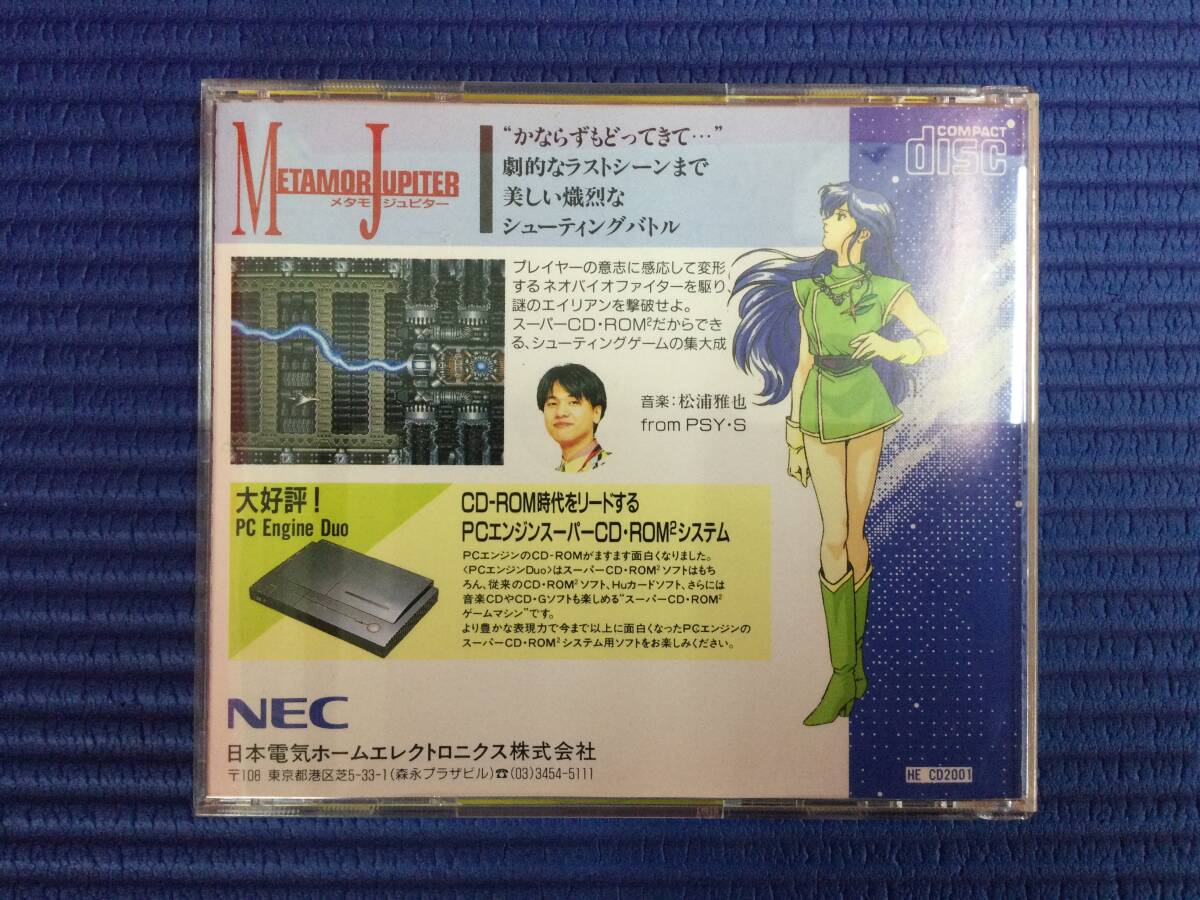 METAMOR JUPITER
メタモ ジュピター
“かならずもどってきて…”
劇的なラストシーンまで
美しい熾烈な
シューティングバトル
COMPACT
disc
プレイヤーの意志に感応して変形
するネオバイオファイターを駆り、
謎のエイリアンを撃破せよ。
スーパーCD・ROM²だからでき
る、シューティングゲームの集大成
音楽：松浦雅也
from PSY・S
大好評！
PC Engine Duo
CD-ROM時代をリードする
PCエンジンスーパーCD・ROM²システム
PCエンジンのCD-ROMがますます面白くなりました。
〈PCエンジンDuo〉はスーパーCD・ROM²ソフトはもち
ろん、従来のCD・ROM²ソフト、Huカードソフト、さらには
音楽CDやCD・Gソフトも楽しめる“スーパーCD・ROM²
ゲームマシン”です。
より豊かな表現力で今まで以上に面白くなったPCエンジンの
スーパーCD・ROM²システム用ソフトをお楽しみください。
NEC
日本電気ホームエレクトロニクス株式会社
〒108 東京都港区芝5-33-1（森永プラザビル）☎(03)3454-5111
HE CD2001